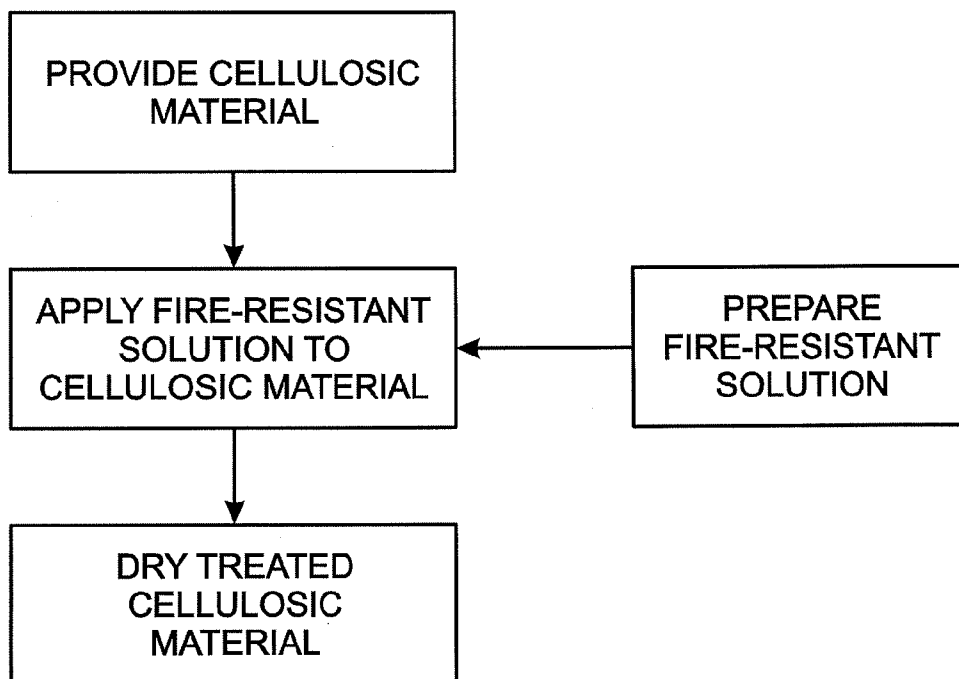 PROVIDE CELLULOSIC
MATERIAL
APPLY FIRE-RESISTANT
SOLUTION TO
CELLULOSIC MATERIAL
PREPARE
FIRE-RESISTANT
SOLUTION
DRY TREATED
CELLULOSIC
MATERIAL